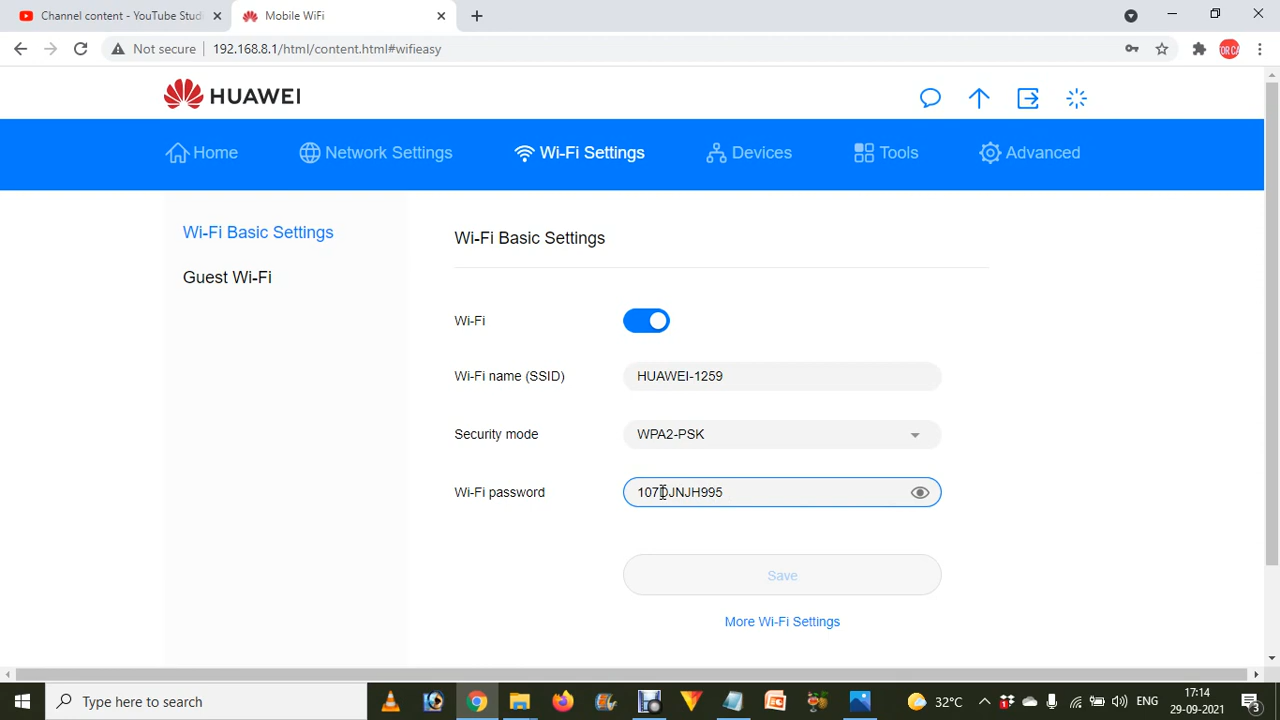 Channel content - YouTube Studi
Mobile WiFi
Not secure
192.168.8.1/html/content.html#wifieasy
HUAWEI
Home
Network Settings
Wi-Fi Settings
Devices
Tools
Advanced
Wi-Fi Basic Settings
Guest Wi-Fi
Wi-Fi Basic Settings
Wi-Fi
Wi-Fi name (SSID)
HUAWEI-1259
Security mode
WPA2-PSK
Wi-Fi password
107DJNJH995
Save
More Wi-Fi Settings
Type here to search
32°C
ENG
17:14
29-09-2021
3